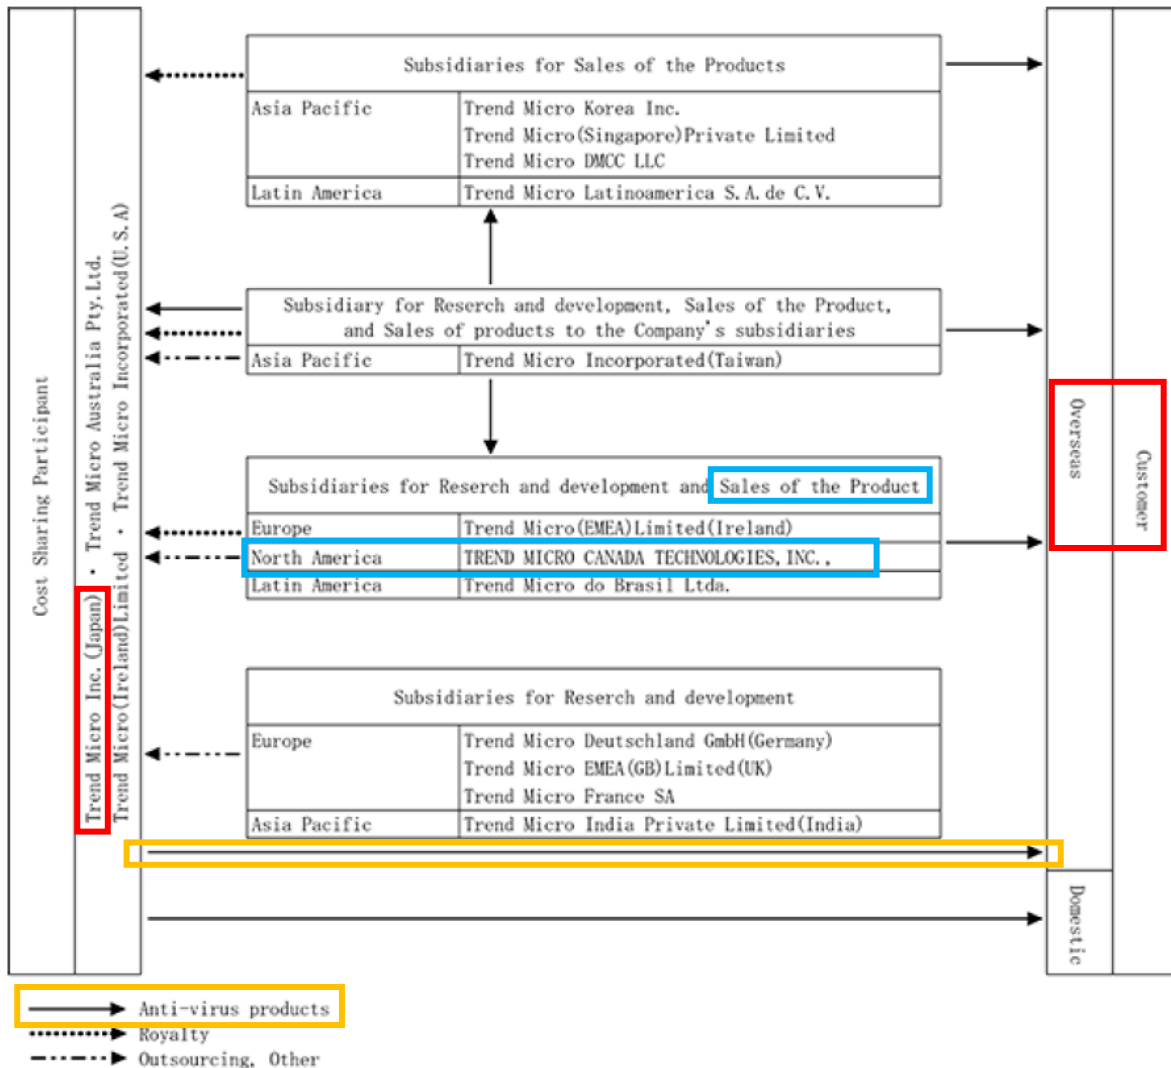 Cost Sharing Participant
Trend Micro Inc.(Japan) ・ Trend Micro Australia Pty.Ltd.
Trend Micro(Ireland)Limited ・ Trend Micro Incorporated(U.S.A)
Subsidiaries for Sales of the Products
Asia Pacific Trend Micro Korea Inc.
Trend Micro(Singapore)Private Limited
Trend Micro DMCC LLC
Latin America Trend Micro Latinoamerica S.A.de C.V.
Subsidiary for Reserch and development, Sales of the Product,
and Sales of products to the Company's subsidiaries
Asia Pacific Trend Micro Incorporated(Taiwan)
Subsidiaries for Reserch and development and Sales of the Product
Europe Trend Micro(EMEA)Limited(Ireland)
North America TREND MICRO CANADA TECHNOLOGIES,INC.,
Latin America Trend Micro do Brasil Ltda.
Subsidiaries for Reserch and development
Europe Trend Micro Deutschland GmbH(Germany)
Trend Micro EMEA(GB)Limited(UK)
Trend Micro France SA
Asia Pacific Trend Micro India Private Limited(India)
Overseas
Domestic
Customer
Anti-virus products
Royalty
Outsourcing, Other